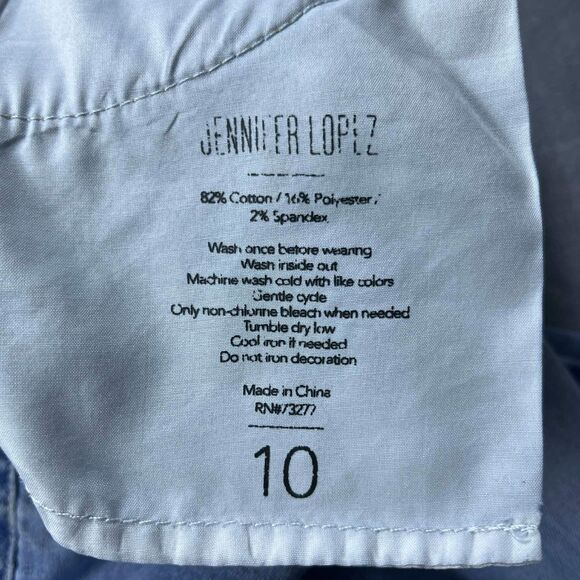 JENNIFER LOPEZ
82% Cotton / 16% Polyester /
2% Spandex
Wash once before wearing
Wash inside out
Machine wash cold with like colors
Gentle cycle
Only non-chlorine bleach when needed
Tumble dry low
Cool iron if needed
Do not iron decoration
Made in China
RN#73277
10